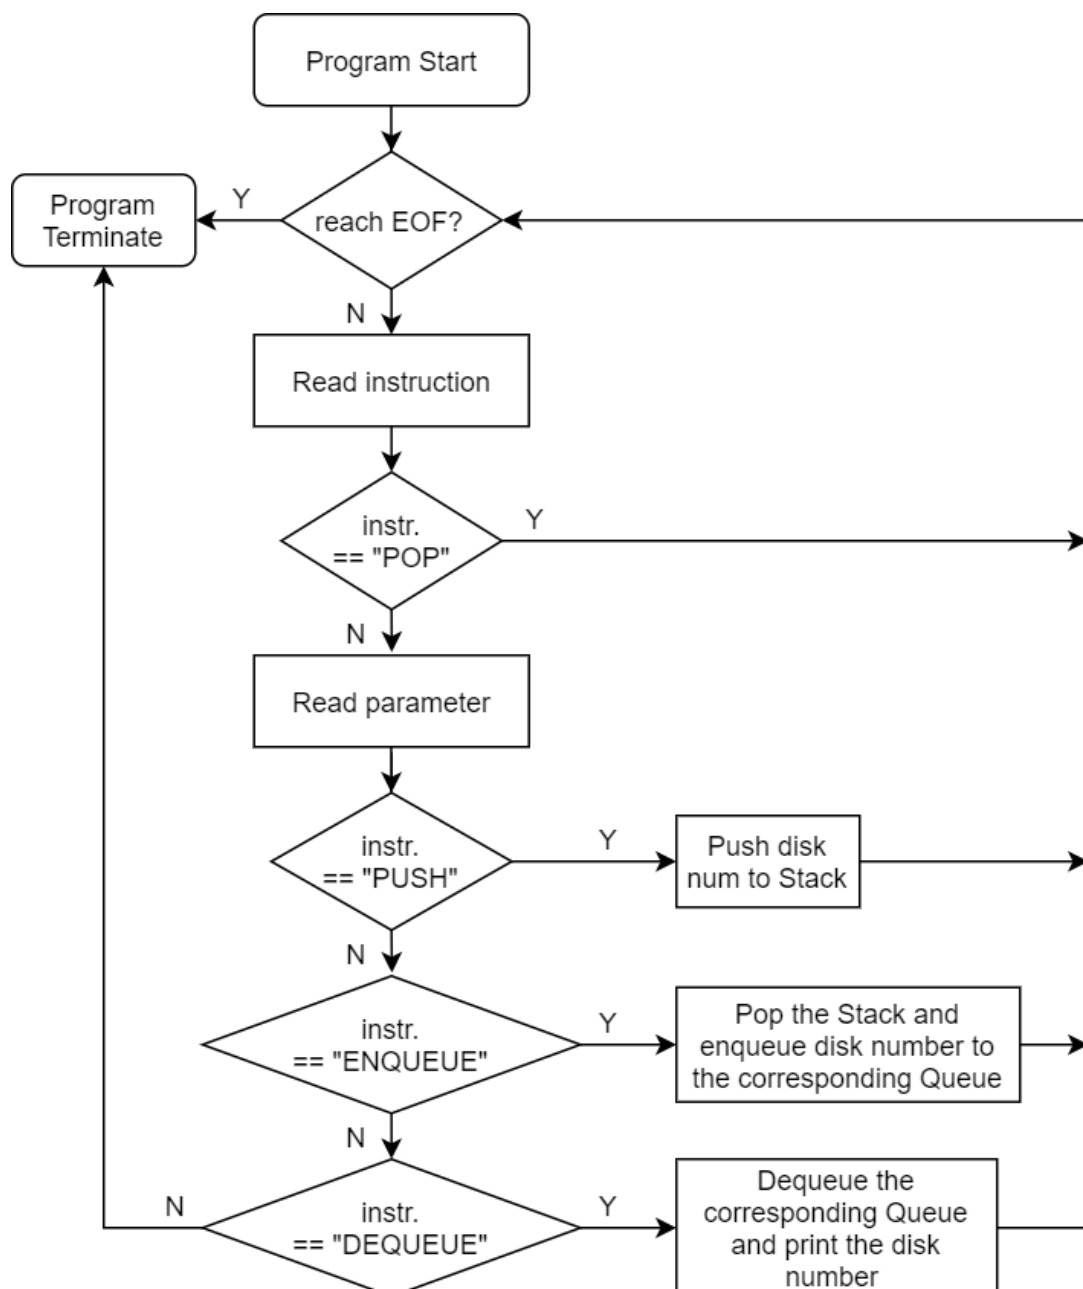 Program Start
Program
Terminate
Y
reach EOF?
N
Read instruction
instr.
== "POP"
Y
N
Read parameter
instr.
== "PUSH"
Y
Push disk
num to Stack
N
instr.
== "ENQUEUE"
Y
Pop the Stack and
enqueue disk number to
the corresponding Queue
N
N
instr.
== "DEQUEUE"
Y
Dequeue the
corresponding Queue
and print the disk
number